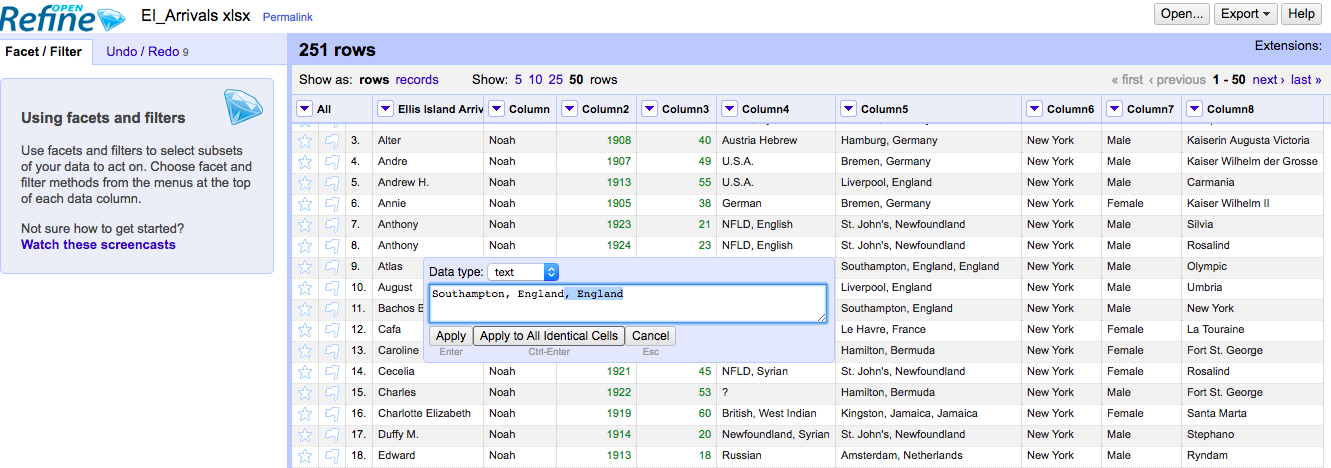 OPEN
Refine
EI_Arrivals xlsx Permalink
Open... Export Help
Facet / Filter Undo / Redo 9
251 rows Extensions:
Show as: rows records Show: 5 10 25 50 rows « first ‹ previous 1 - 50 next › last »
Using facets and filters
Use facets and filters to select subsets
of your data to act on. Choose facet and
filter methods from the menus at the top
of each data column.
Not sure how to get started?
Watch these screencasts
All Ellis Island Arriv Column Column2 Column3 Column4 Column5 Column6 Column7 Column8
3. Alter Noah 1908 40 Austria Hebrew Hamburg, Germany New York Male Kaiserin Augusta Victoria
4. Andre Noah 1907 49 U.S.A. Bremen, Germany New York Male Kaiser Wilhelm der Grosse
5. Andrew H. Noah 1913 55 U.S.A. Liverpool, England New York Male Carmania
6. Annie Noah 1905 38 German Bremen, Germany New York Female Kaiser Wilhelm II
7. Anthony Noah 1923 21 NFLD, English St. John's, Newfoundland New York Male Silvia
8. Anthony Noah 1924 23 NFLD, English St. John's, Newfoundland New York Male Rosalind
9. Atlas Southampton, England, England New York Male Olympic
10. August Liverpool, England New York Male Umbria
11. Bachos B Southampton, England New York Male New York
12. Cafa Le Havre, France New York Female La Touraine
13. Caroline Hamilton, Bermuda New York Female Fort St. George
Data type: text
Southampton, England, England
Apply Apply to All Identical Cells Cancel
Enter Ctrl-Enter Esc
14. Cecelia Noah 1921 45 NFLD, Syrian St. John's, Newfoundland New York Female Rosalind
15. Charles Noah 1922 53 ? Hamilton, Bermuda New York Male Fort St. George
16. Charlotte Elizabeth Noah 1919 60 British, West Indian Kingston, Jamaica, Jamaica New York Female Santa Marta
17. Duffy M. Noah 1914 20 Newfoundland, Syrian St. John's, Newfoundland New York Male Stephano
18. Edward Noah 1913 18 Russian Amsterdam, Netherlands New York Male Ryndam